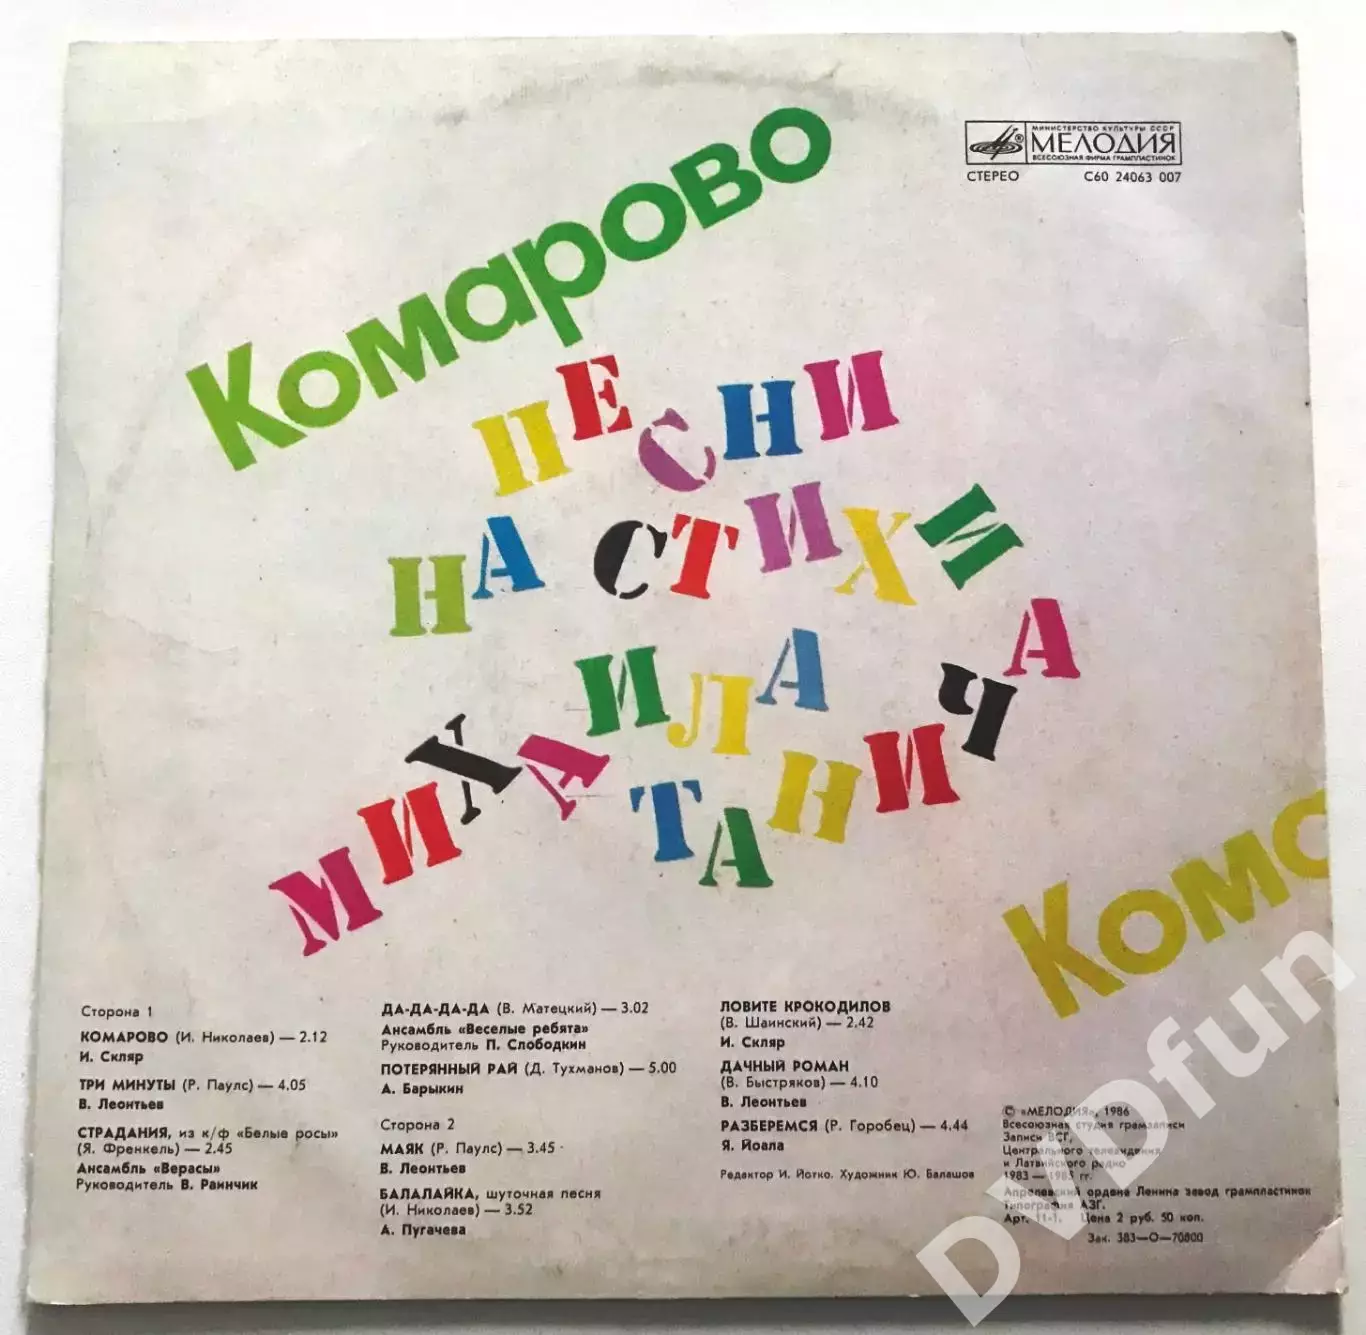 МИНИСТЕРСТВО КУЛЬТУРЫ СССР
МЕЛОДИЯ
ВСЕСОЮЗНАЯ ФИРМА ГРАМПЛАСТИНОК
СТЕРЕО С60 24063 007
Комарово
ПЕСНИ
НА СТИХИ
МИХАИЛА
ТАНИЧА
Комо
Сторона 1
КОМАРОВО (И. Николаев) — 2.12
И. Скляр
ТРИ МИНУТЫ (Р. Паулс) — 4.05
В. Леонтьев
СТРАДАНИЯ, из к/ф «Белые росы»
(Я. Френкель) — 2.45
Ансамбль «Верасы»
Руководитель В. Раинчик
ДА-ДА-ДА-ДА (В. Матецкий) — 3.02
Ансамбль «Веселые ребята»
Руководитель П. Слободкин
ПОТЕРЯННЫЙ РАЙ (Д. Тухманов) — 5.00
А. Барыкин
Сторона 2
МАЯК (Р. Паулс) — 3.45
В. Леонтьев
БАЛАЛАЙКА, шуточная песня
(И. Николаев) — 3.52
А. Пугачева
ЛОВИТЕ КРОКОДИЛОВ
(В. Шаинский) — 2.42
И. Скляр
ДАЧНЫЙ РОМАН
(В. Быстряков) — 4.10
В. Леонтьев
РАЗБЕРЕМСЯ (Р. Горобец) — 4.44
Я. Йоала
Редактор И. Йотко. Художник Ю. Балашов
© «МЕЛОДИЯ», 1986
Всесоюзная студия грамзаписи
Записи ВСГ,
Центрального телевидения
и Латвийского радио
1983 — 1985 гг.
Апрелевский ордена Ленина завод грампластинок
Типография АЗГ.
Арт. 11-1. Цена 2 руб. 50 коп.
Зак. 383—О—70800
DVDfun